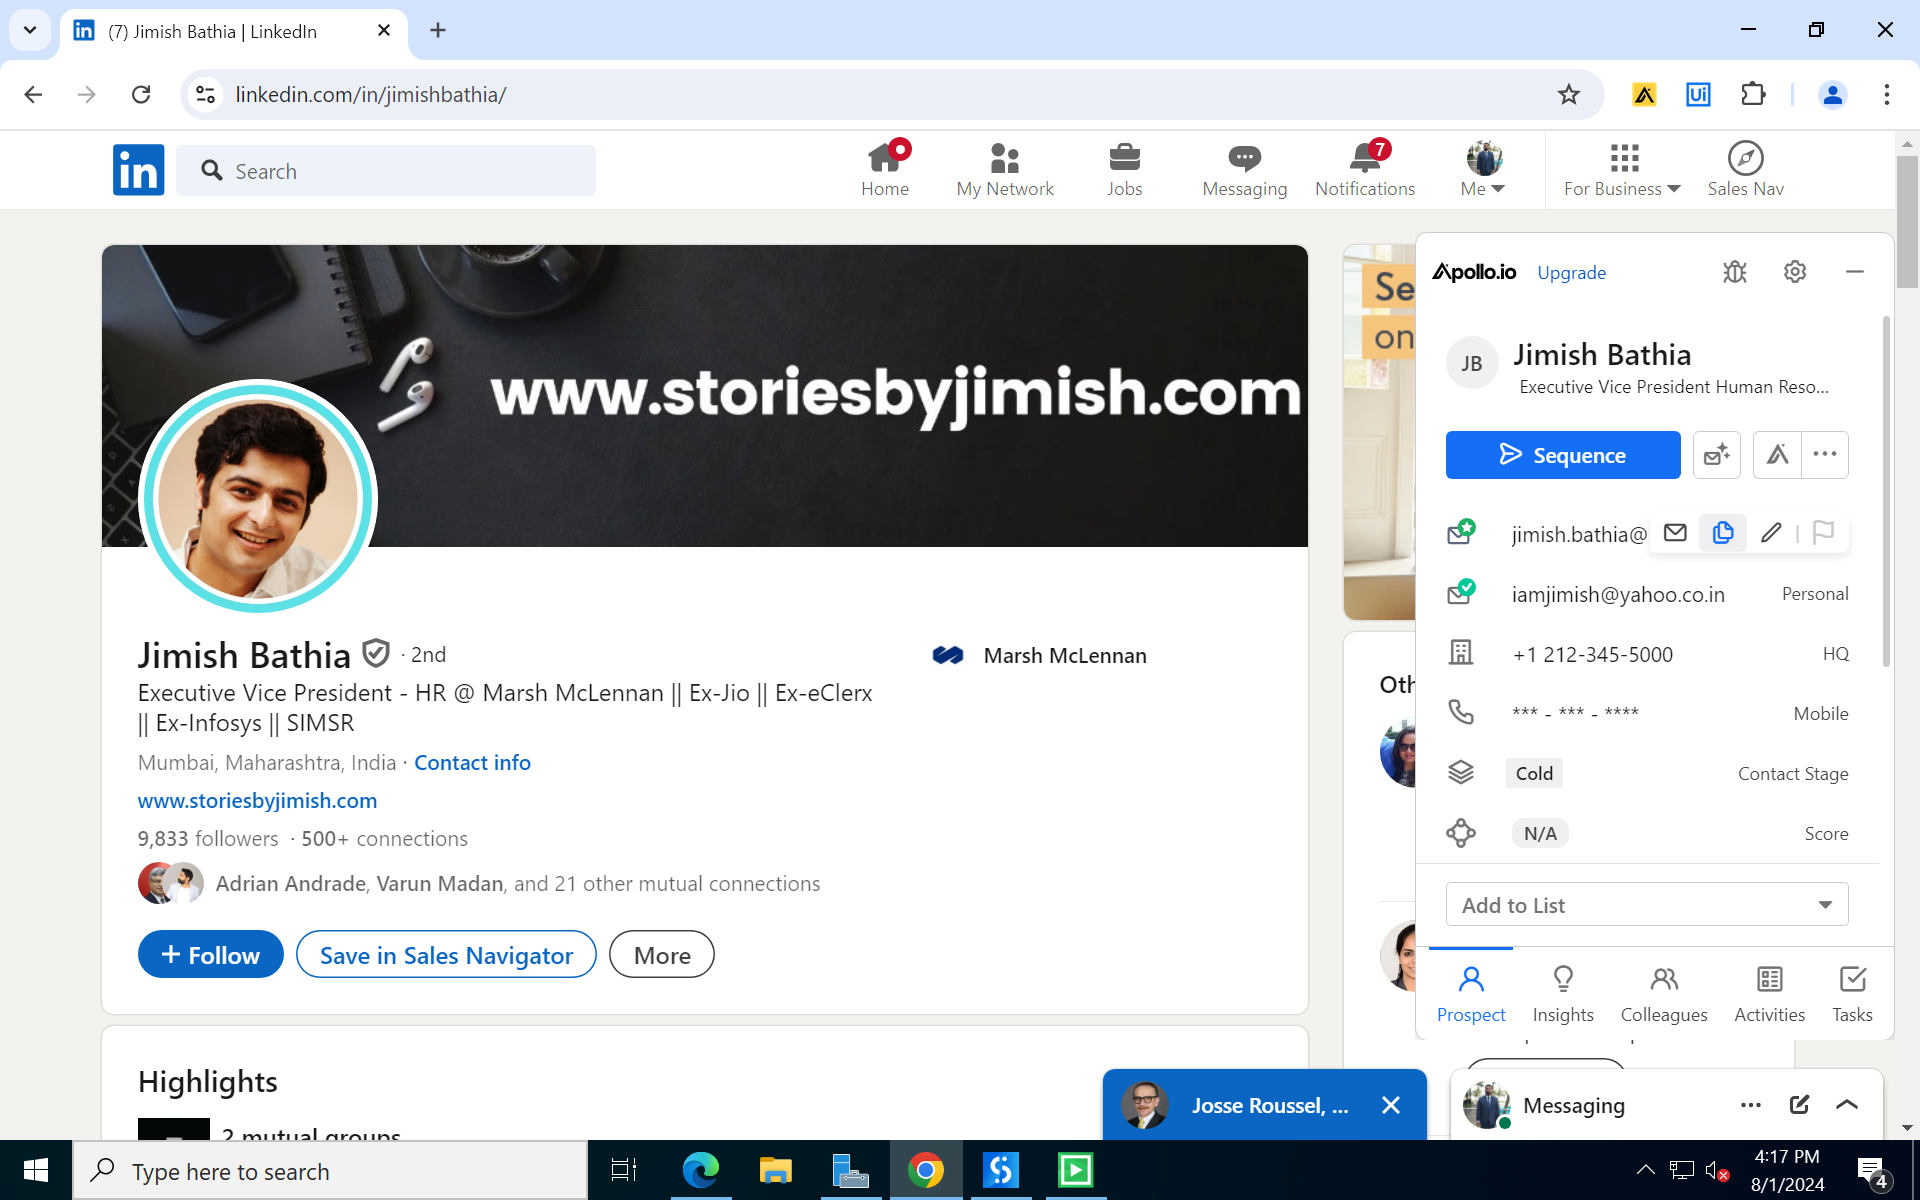 (7) Jimish Bathia | LinkedIn
linkedin.com/in/jimishbathia/
Ui
in
Search
Home
My Network
Jobs
Messaging
7
Notifications
Me
For Business
Sales Nav
www.storiesbyjimish.com
Se
on
Apollo.io
Upgrade
JB
Jimish Bathia
Executive Vice President Human Reso...
Sequence
jimish.bathia@
iamjimish@yahoo.co.in
Personal
+1 212-345-5000
HQ
*** - *** - ****
Mobile
Cold
Contact Stage
N/A
Score
Add to List
Prospect
Insights
Colleagues
Activities
Tasks
Jimish Bathia · 2nd
Marsh McLennan
Executive Vice President - HR @ Marsh McLennan || Ex-Jio || Ex-eClerx
|| Ex-Infosys || SIMSR
Mumbai, Maharashtra, India · Contact info
www.storiesbyjimish.com
9,833 followers · 500+ connections
Adrian Andrade, Varun Madan, and 21 other mutual connections
+ Follow
Save in Sales Navigator
More
Oth
Highlights
2 mutual groups
Josse Roussel, ...
Messaging
Type here to search
4:17 PM
8/1/2024
4